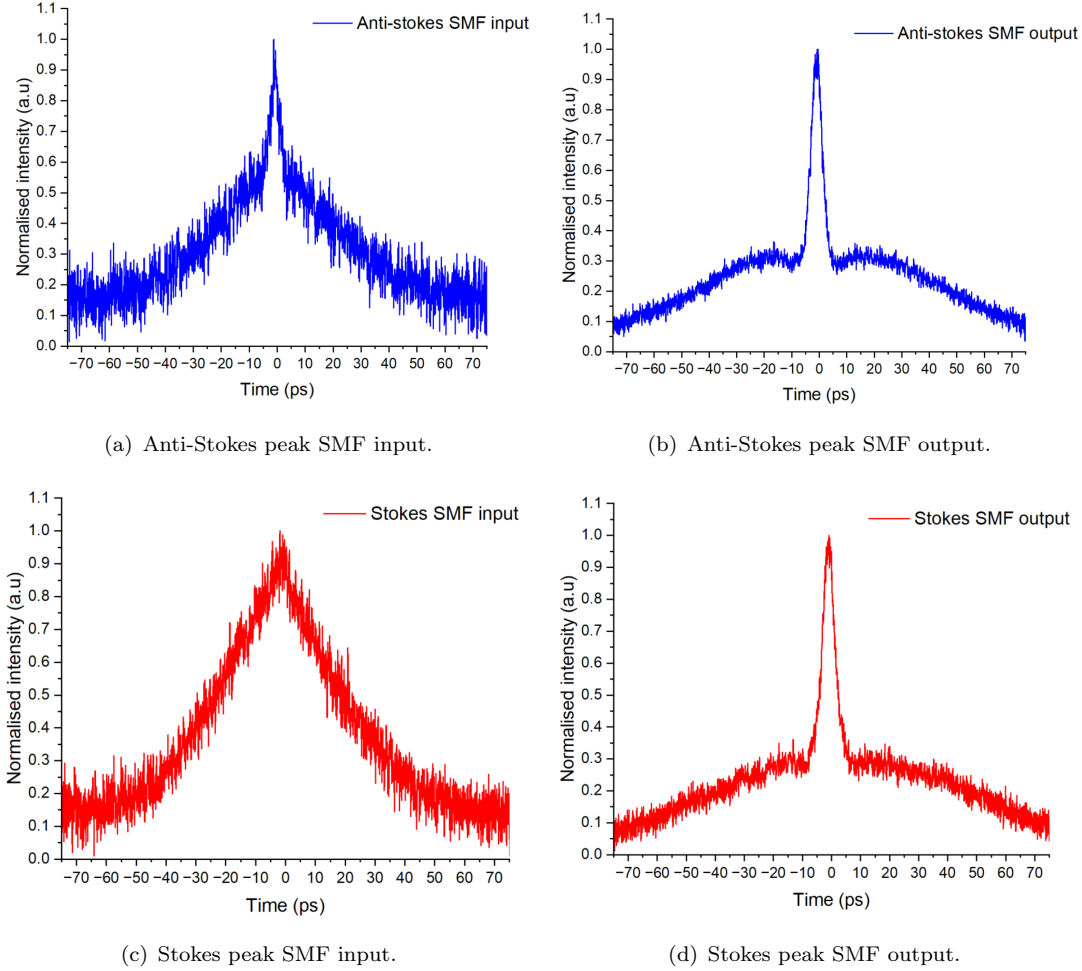 Anti-Stokes SMF input
Normalised intensity (a.u)
1.1
1.0
0.9
0.8
0.7
0.6
0.5
0.4
0.3
0.2
0.1
0.0
−70 −60 −50 −40 −30 −20 −10 0 10 20 30 40 50 60 70
Time (ps)
(a) Anti-Stokes peak SMF input.
Anti-stokes SMF output
Normalised intensity (a.u)
1.1
1.0
0.9
0.8
0.7
0.6
0.5
0.4
0.3
0.2
0.1
0.0
−70 −60 −50 −40 −30 −20 −10 0 10 20 30 40 50 60 70
Time (ps)
(b) Anti-Stokes peak SMF output.
Stokes SMF input
Normalised intensity (a.u)
1.1
1.0
0.9
0.8
0.7
0.6
0.5
0.4
0.3
0.2
0.1
0.0
−70 −60 −50 −40 −30 −20 −10 0 10 20 30 40 50 60 70
Time (ps)
(c) Stokes peak SMF input.
Stokes SMF output
Normalised intensity (a.u)
1.1
1.0
0.9
0.8
0.7
0.6
0.5
0.4
0.3
0.2
0.1
0.0
−70 −60 −50 −40 −30 −20 −10 0 10 20 30 40 50 60 70
Time (ps)
(d) Stokes peak SMF output.